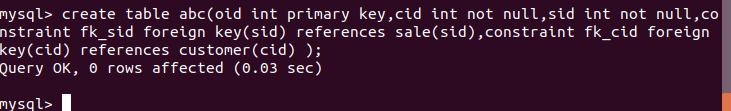 mysql> create table abc(oid int primary key,cid int not null,sid int not null,co
nstraint fk_sid foreign key(sid) references sale(sid),constraint fk_cid foreign
key(cid) references customer(cid) );
Query OK, 0 rows affected (0.03 sec)
mysql>